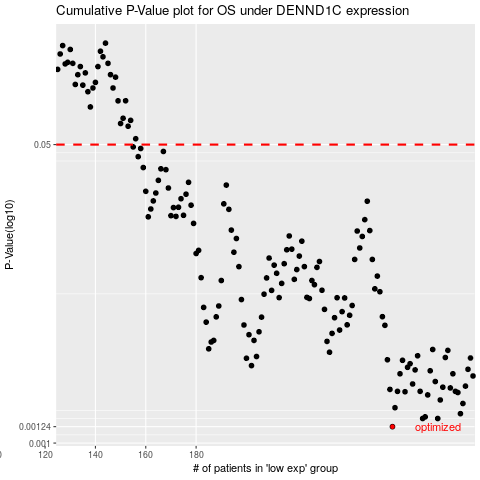 Cumulative P-Value plot for OS under DENND1C expression
0.05
P-Value(log10)
0.00124
optimized
0.001
0
120
140
160
180
# of patients in 'low exp' group